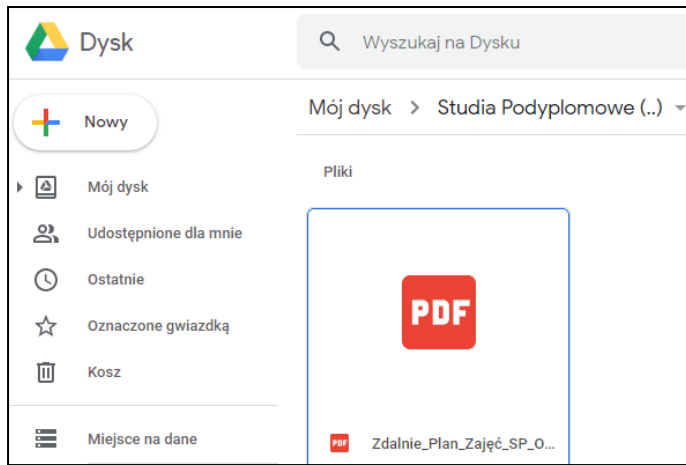 Dysk
Wyszukaj na Dysku
Nowy
Mój dysk > Studia Podyplomowe (..)
Pliki
Mój dysk
Udostępnione dla mnie
Ostatnie
Oznaczone gwiazdką
Kosz
Miejsce na dane
PDF
PDF Zdalnie_Plan_Zajęć_SP_O...